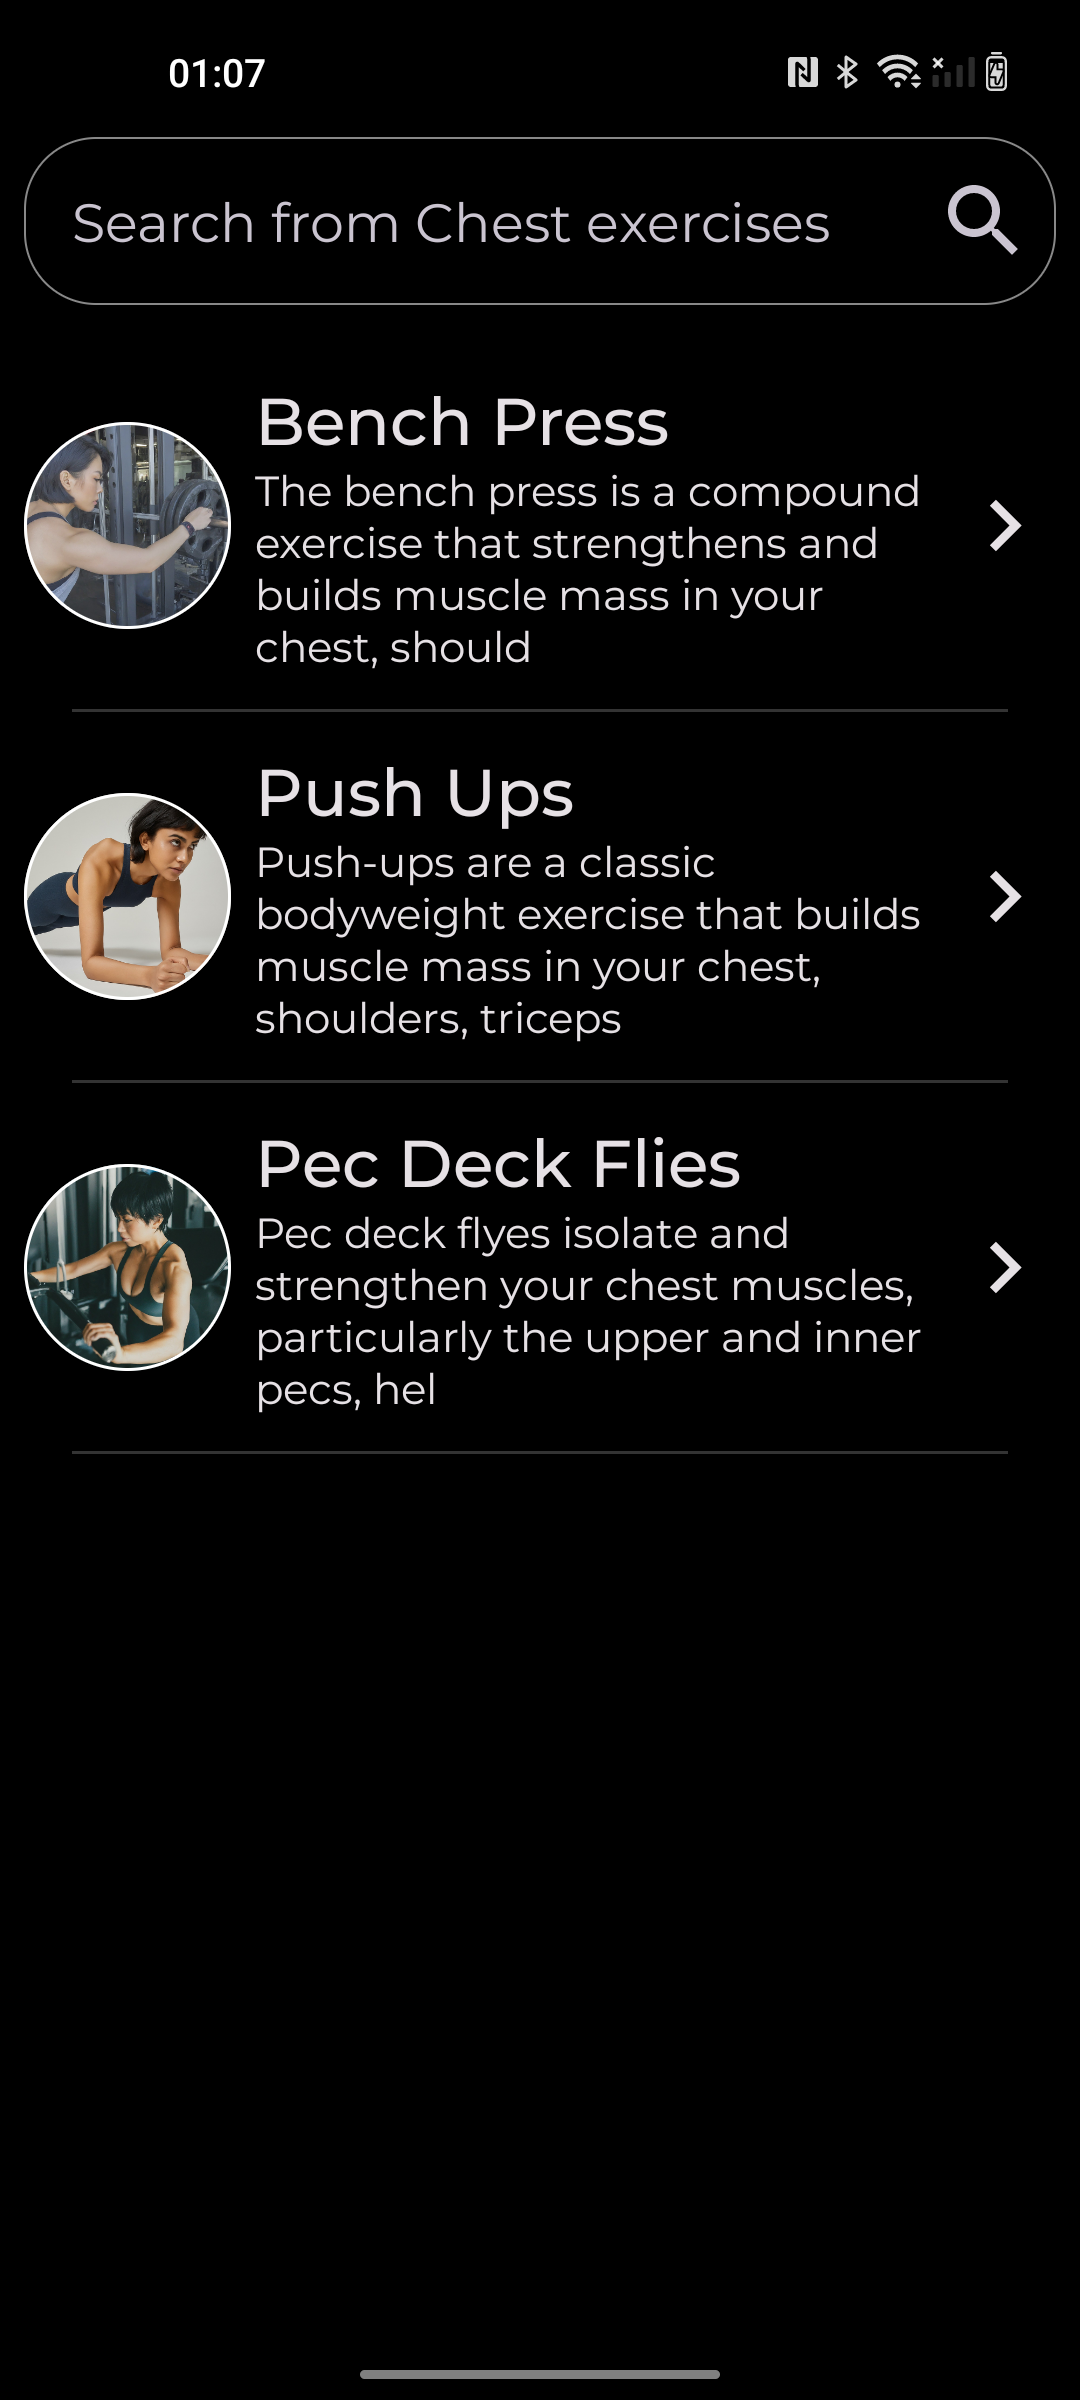 01:07
Search from Chest exercises
Bench Press
The bench press is a compound
exercise that strengthens and
builds muscle mass in your
chest, should
Push Ups
Push-ups are a classic
bodyweight exercise that builds
muscle mass in your chest,
shoulders, triceps
Pec Deck Flies
Pec deck flyes isolate and
strengthen your chest muscles,
particularly the upper and inner
pecs, hel